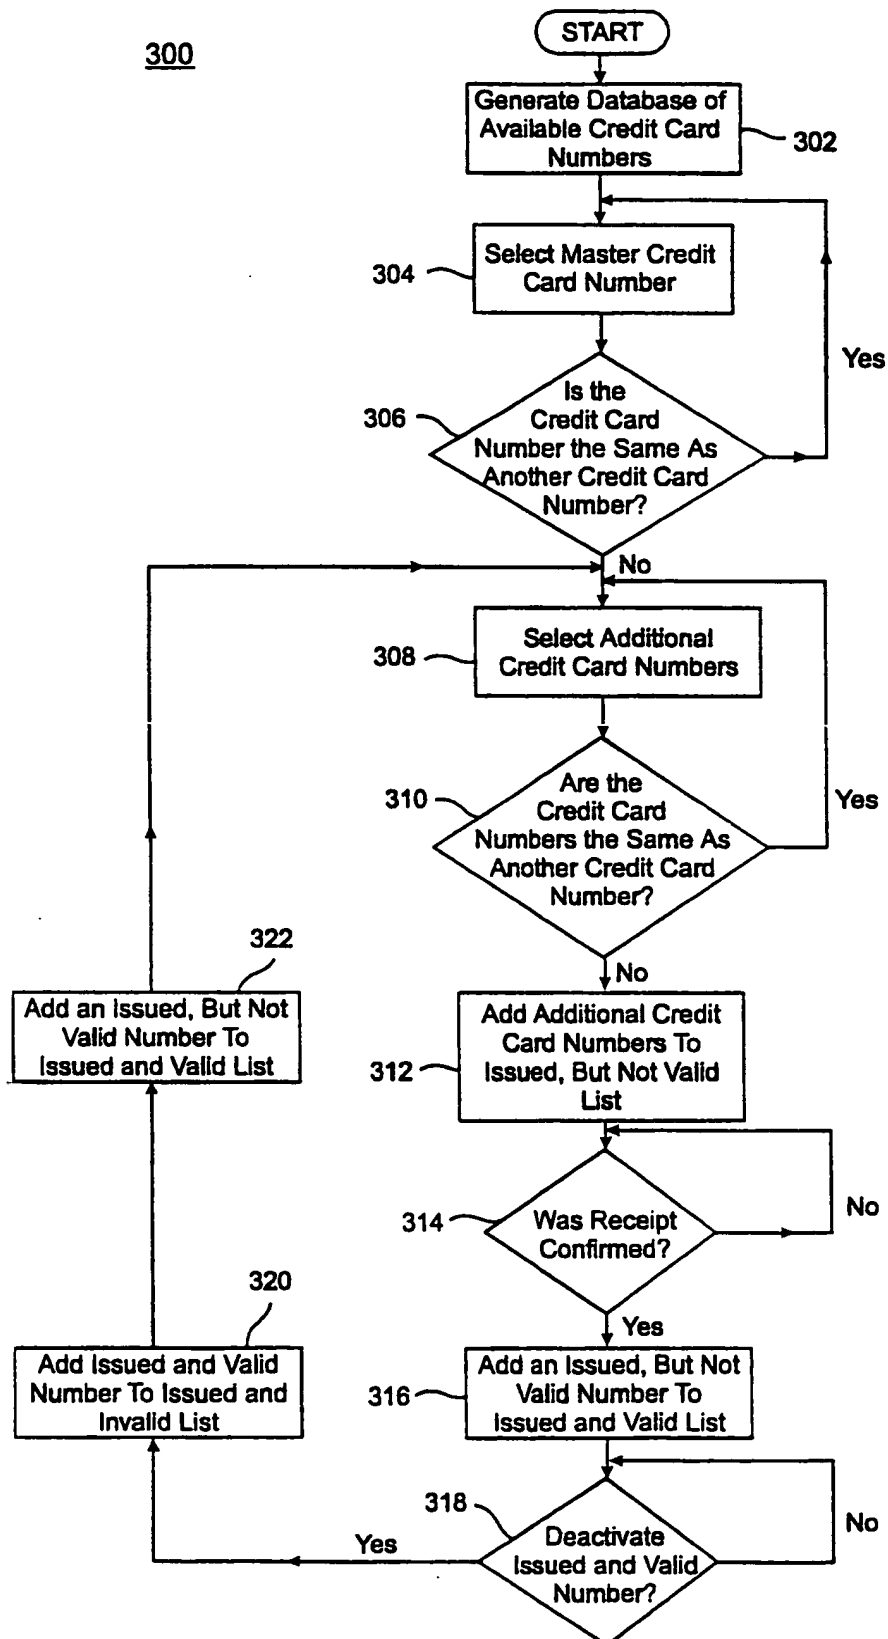 300
START
Generate Database of
Available Credit Card
Numbers
302
Select Master Credit
Card Number
304
Yes
Is the
Credit Card
Number the Same As
Another Credit Card
Number?
306
No
Select Additional
Credit Card Numbers
308
Are the
Credit Card
Numbers the Same As
Another Credit Card
Number?
310
Yes
No
322
Add an Issued, But Not
Valid Number To
Issued and Valid List
Add Additional Credit
Card Numbers To
Issued, But Not Valid
List
312
Was Receipt
Confirmed?
314
No
Yes
320
Add Issued and Valid
Number To Issued and
Invalid List
Add an Issued, But Not
Valid Number To
Issued and Valid List
316
318
Deactivate
Issued and Valid
Number?
No
Yes